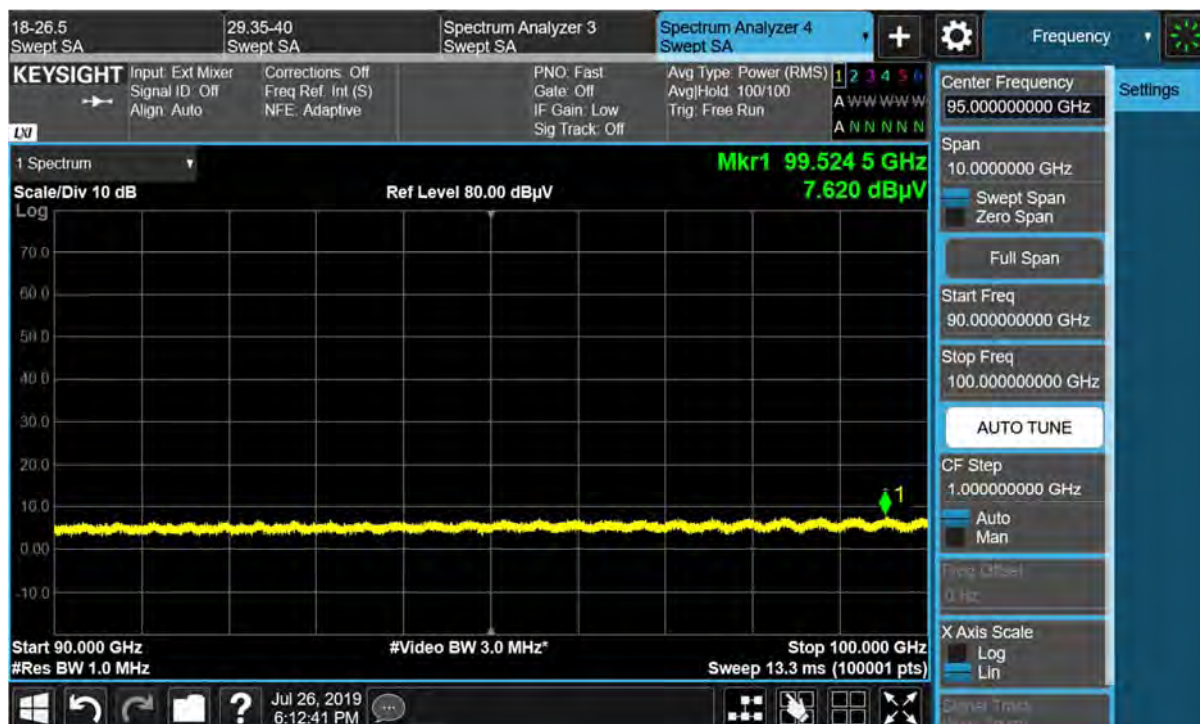 18-26.5
Swept SA
29.35-40
Swept SA
Spectrum Analyzer 3
Swept SA
Spectrum Analyzer 4
Swept SA
+
Frequency
KEYSIGHT
LXI
Input: Ext Mixer
Signal ID: Off
Align: Auto
Corrections: Off
Freq Ref: Int (S)
NFE: Adaptive
PNO: Fast
Gate: Off
IF Gain: Low
Sig Track: Off
Avg Type: Power (RMS)
Avg|Hold: 100/100
Trig: Free Run
1 2 3 4 5 6
A W W W W W
A N N N N N
1 Spectrum
Scale/Div 10 dB
Log
Ref Level 80.00 dBµV
Mkr1 99.524 5 GHz
7.620 dBµV
70.0
60.0
50.0
40.0
30.0
20.0
10.0
0.00
-10.0
1
Start 90.000 GHz
#Res BW 1.0 MHz
#Video BW 3.0 MHz*
Stop 100.000 GHz
Sweep 13.3 ms (100001 pts)
?
Jul 26, 2019
6:12:41 PM
Center Frequency
95.000000000 GHz
Span
10.0000000 GHz
Swept Span
Zero Span
Full Span
Start Freq
90.000000000 GHz
Stop Freq
100.000000000 GHz
AUTO TUNE
CF Step
1.000000000 GHz
Auto
Man
Freq Offset
0 Hz
X Axis Scale
Log
Lin
Signal Track
Settings